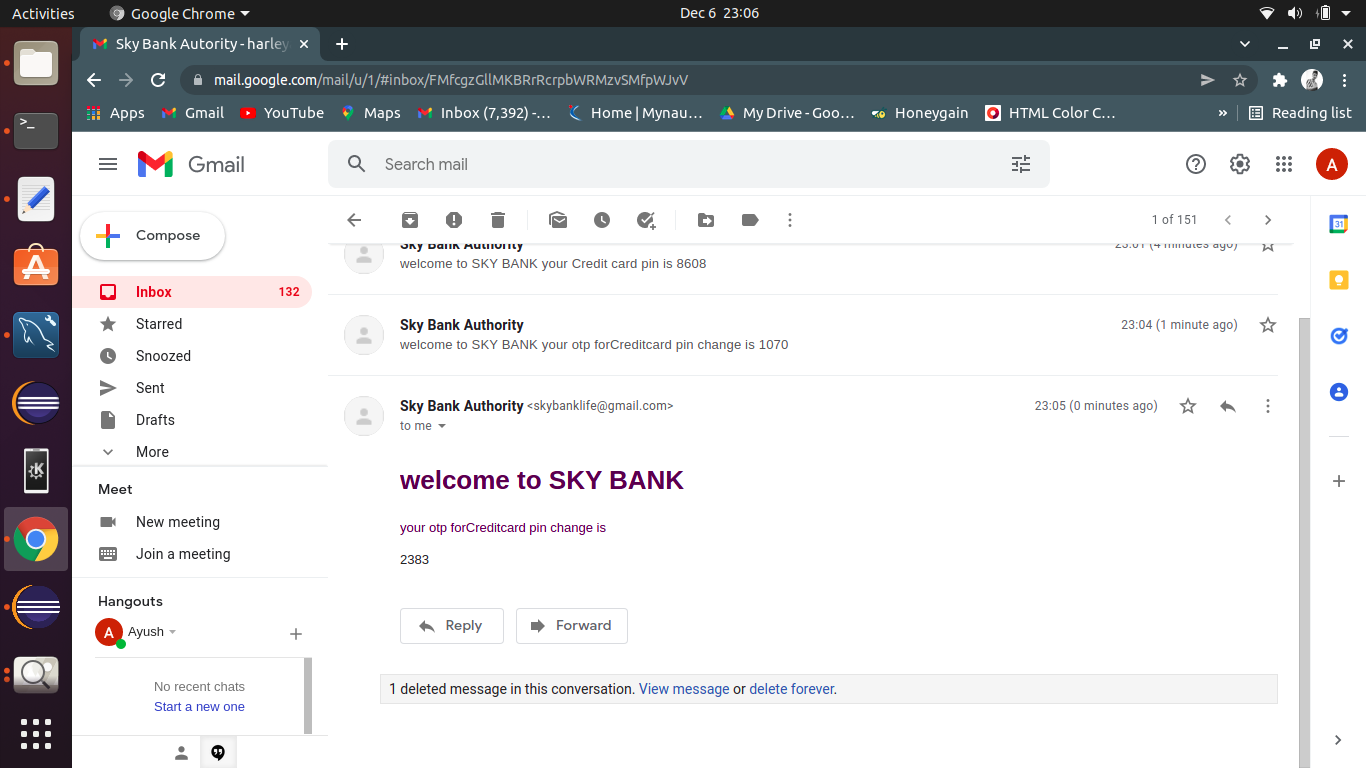 Activities
Google Chrome
Dec 6 23:06
Sky Bank Autority - harley
mail.google.com/mail/u/1/#inbox/FMfcgzGllMKBRrRcrpbWRMzvSMfpWJvV
Apps
Gmail
YouTube
Maps
Inbox (7,392) -…
Home | Mynau…
My Drive - Goo…
Honeygain
HTML Color C…
»
Reading list
Gmail
Search mail
A
Compose
1 of 151
Inbox
132
Starred
Snoozed
Sent
Drafts
More
Meet
New meeting
Join a meeting
Hangouts
A
Ayush
No recent chats
Start a new one
Sky Bank Authority
23:01 (4 minutes ago)
welcome to SKY BANK your Credit card pin is 8608
Sky Bank Authority
23:04 (1 minute ago)
welcome to SKY BANK your otp forCreditcard pin change is 1070
Sky Bank Authority <skybanklife@gmail.com>
23:05 (0 minutes ago)
to me
welcome to SKY BANK
your otp forCreditcard pin change is
2383
Reply
Forward
1 deleted message in this conversation. View message or delete forever.
31